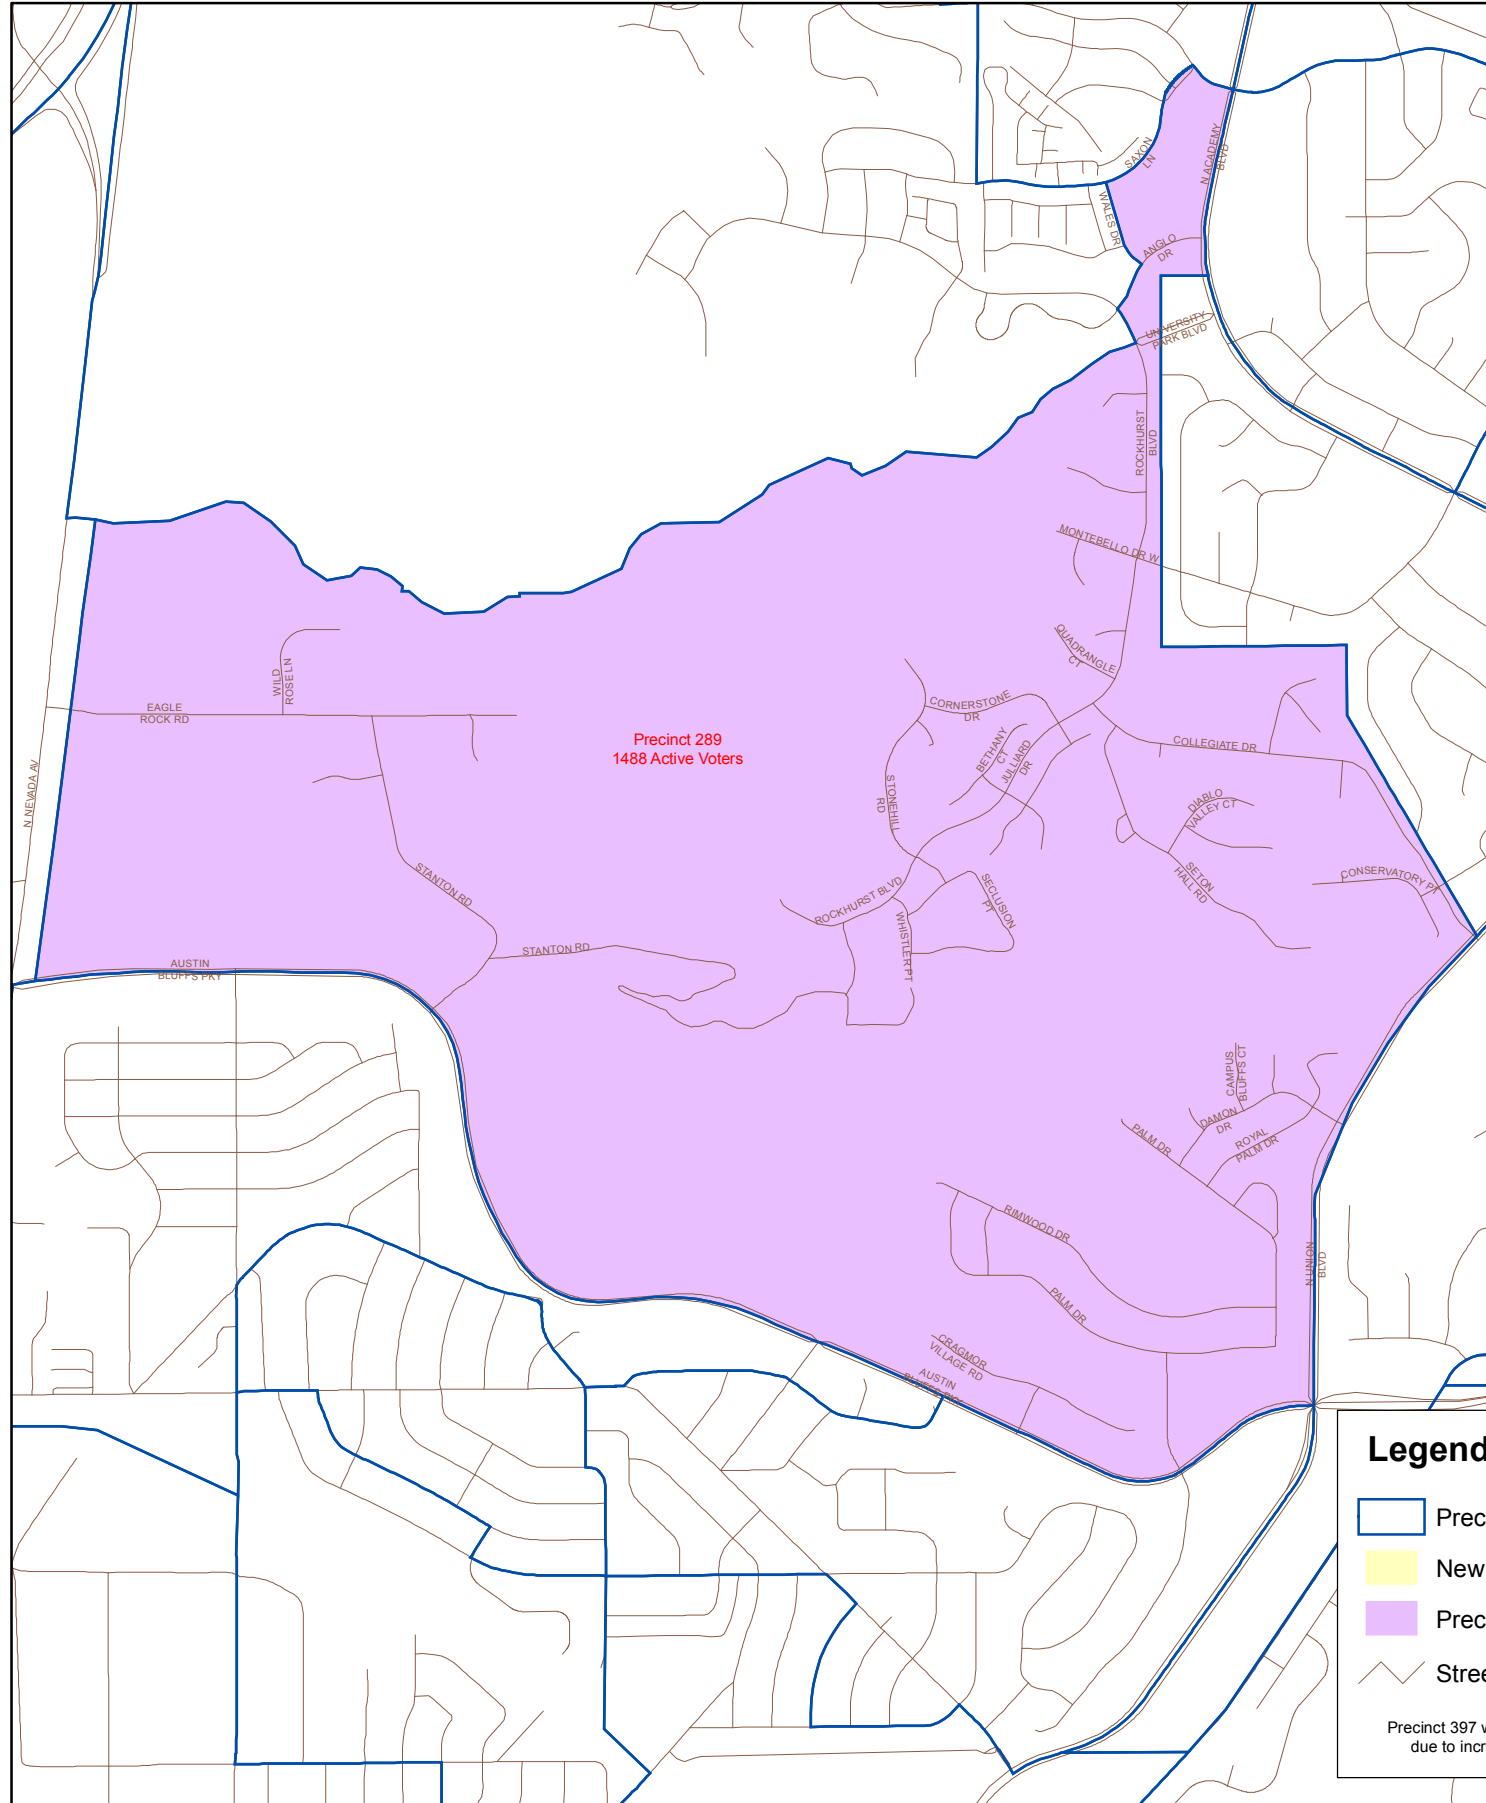 SAXON
LN
N ACADEMY
BLVD
WALES DR
ANGLO
DR
UNIVERSITY
PARK BLVD
ROCKHURST
BLVD
MONTEBELLO DR W
QUADRANGLE
CT
WILD
ROSE LN
EAGLE
ROCK RD
CORNERSTONE
DR
Precinct 289
1488 Active Voters
BETHANY
CT
JULLIARD
DR
COLLEGIATE DR
N NEVADA AV
STONEHILL
RD
DIABLO
VALLEY CT
STANTON RD
SETON
HALL RD
CONSERVATORY PT
ROCKHURST BLVD
SECLUSION
PT
WHISTLER PT
STANTON RD
AUSTIN
BLUFFS PKY
CAMPUS
BLUFFS CT
DAMON
DR
PALM DR
ROYAL
PALM DR
RIMWOOD DR
N UNION
BLVD
PALM DR
CRAGMOR
VILLAGE RD
AUSTIN
Legend
Prec
New
Prec
Stree
Precinct 397 w
due to incr